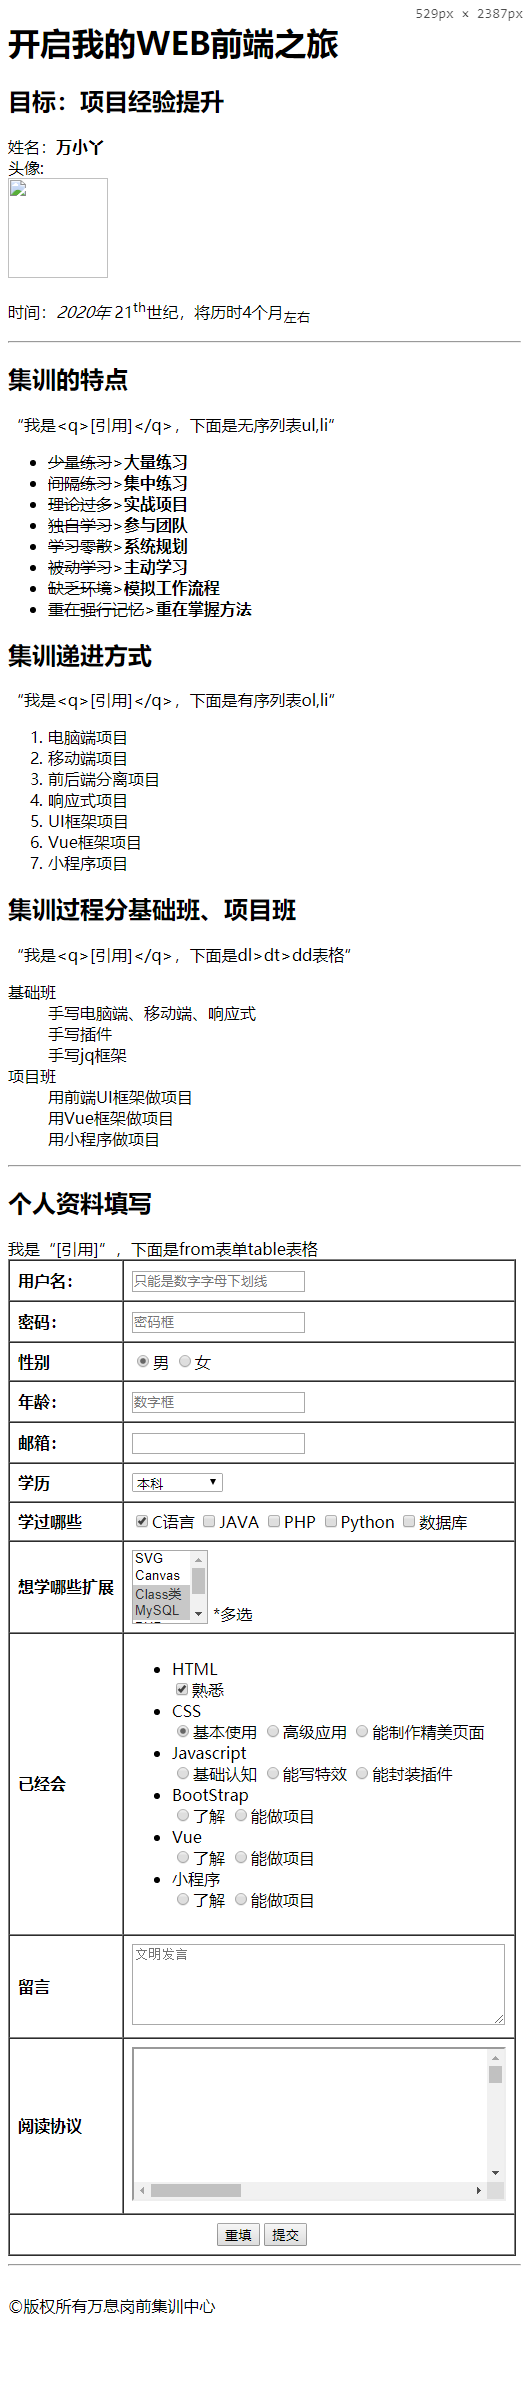 529px × 2387px
开启我的WEB前端之旅
目标：项目经验提升
姓名：万小丫
头像:
时间：2020年 21th世纪，将历时4个月左右
集训的特点
“我是<q>[引用]</q>，下面是无序列表ul,li”
少量练习>大量练习
间隔练习>集中练习
理论过多>实战项目
独自学习>参与团队
学习零散>系统规划
被动学习>主动学习
缺乏环境>模拟工作流程
重在强行记忆>重在掌握方法
集训递进方式
“我是<q>[引用]</q>，下面是有序列表ol,li”
1. 电脑端项目
2. 移动端项目
3. 前后端分离项目
4. 响应式项目
5. UI框架项目
6. Vue框架项目
7. 小程序项目
集训过程分基础班、项目班
“我是<q>[引用]</q>，下面是dl>dt>dd表格”
基础班
手写电脑端、移动端、响应式
手写插件
手写jq框架
项目班
用前端UI框架做项目
用Vue框架做项目
用小程序做项目
个人资料填写
我是“[引用]”，下面是from表单table表格
用户名： 只能是数字字母下划线
密码： 密码框
性别 男 女
年龄： 数字框
邮箱：
学历 本科
学过哪些 C语言 JAVA PHP Python 数据库
想学哪些扩展 SVG
Canvas
Class类
MySQL
*多选
已经会
HTML
熟悉
CSS
基本使用 高级应用 能制作精美页面
Javascript
基础认知 能写特效 能封装插件
BootStrap
了解 能做项目
Vue
了解 能做项目
小程序
了解 能做项目
留言 文明发言
阅读协议
重填 提交
©版权所有万息岗前集训中心